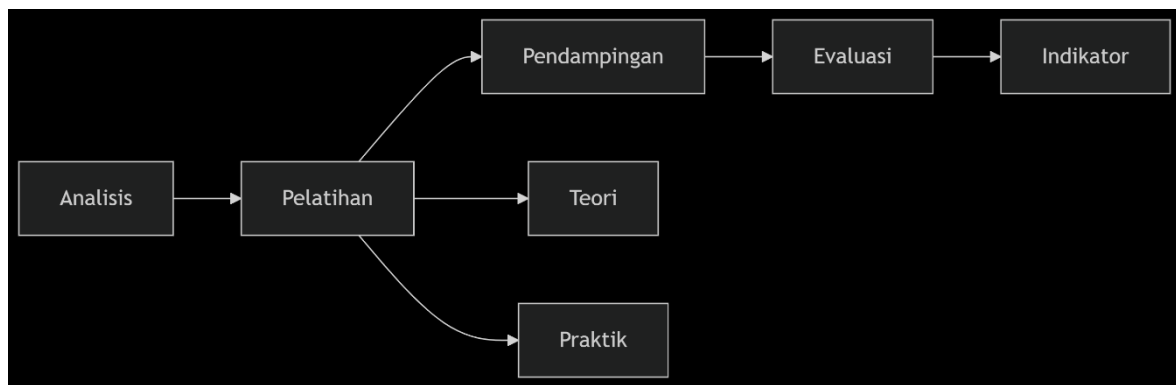 Pendampingan
Evaluasi
Indikator
Analisis
Pelatihan
Teori
Praktik